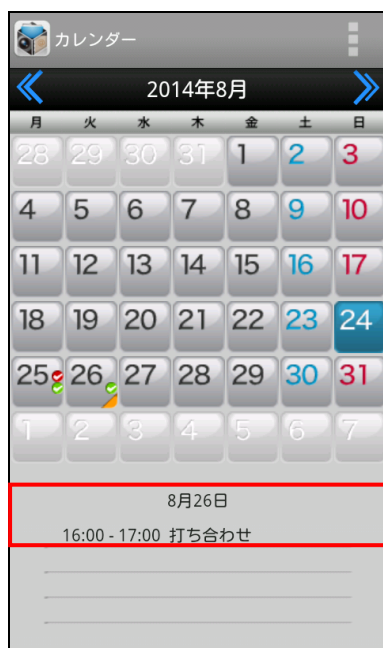 カレンダー
2014年8月
月 火 水 木 金 土 日
28 29 30 31 1 2 3
4 5 6 7 8 9 10
11 12 13 14 15 16 17
18 19 20 21 22 23 24
25 26 27 28 29 30 31
1 2 3 4 5 6 7
8月26日
16:00 - 17:00 打ち合わせ